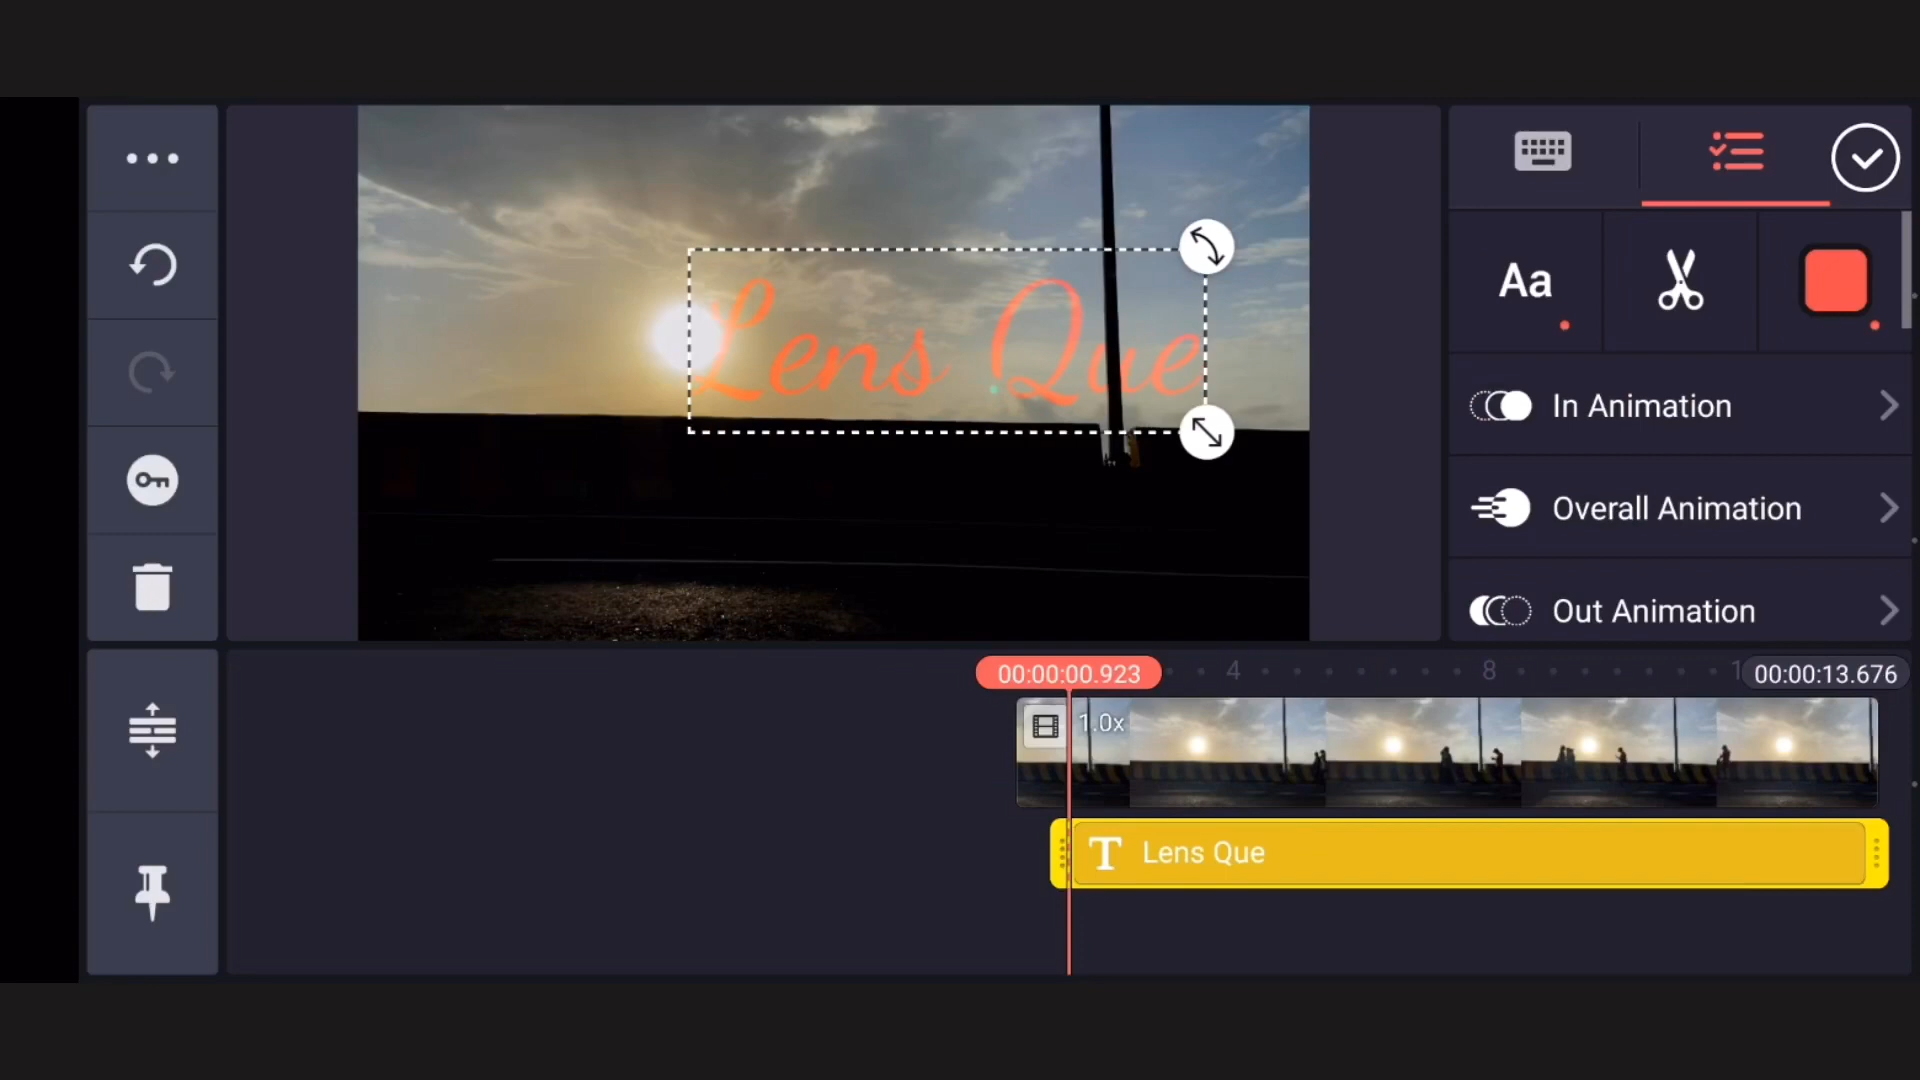 Lens Que
Aa
In Animation
Overall Animation
Out Animation
00:00:00.923
4
8
1
00:00:13.676
1.0x
T Lens Que